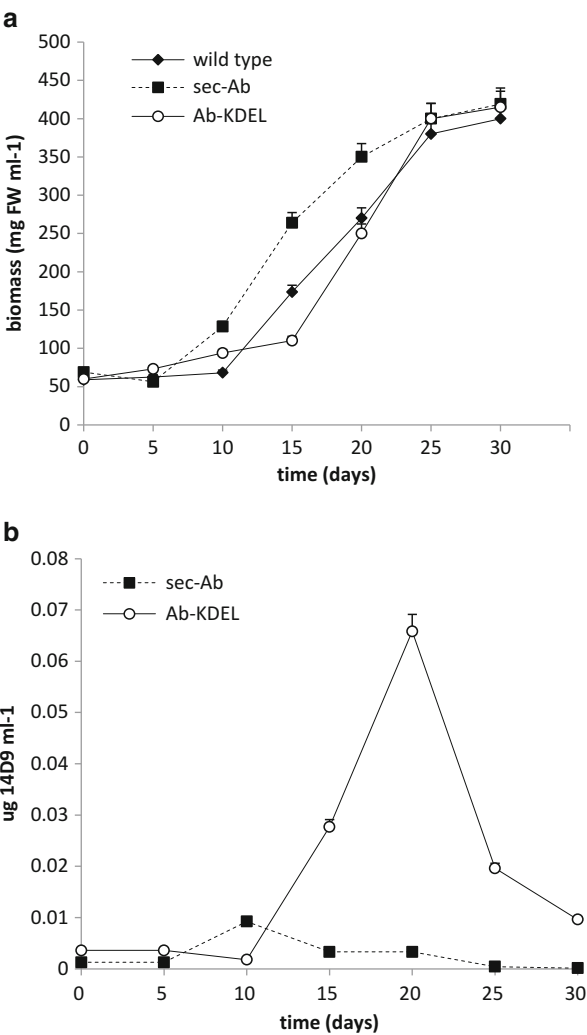 a
500
450
400
350
300
250
200
150
100
50
0
biomass (mg FW ml-1)
wild type
sec-Ab
Ab-KDEL
0 5 10 15 20 25 30
time (days)
b
0.08
0.07
0.06
0.05
0.04
0.03
0.02
0.01
0
ug 14D9 ml-1
sec-Ab
Ab-KDEL
0 5 10 15 20 25 30
time (days)